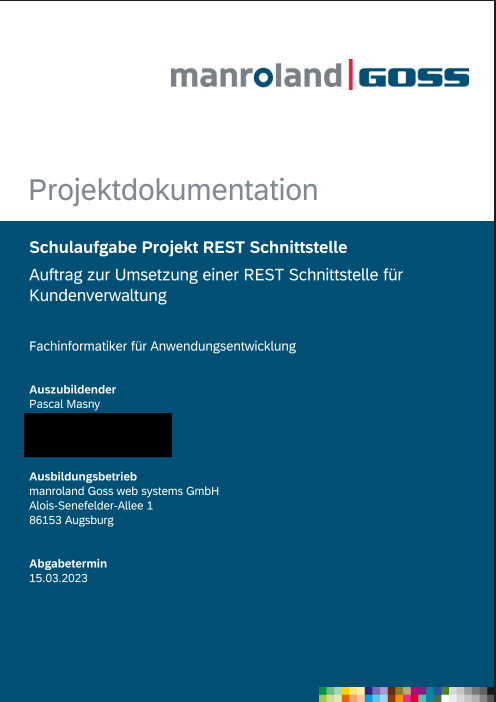 manroland GOSS
Projektdokumentation
Schulaufgabe Projekt REST Schnittstelle
Auftrag zur Umsetzung einer REST Schnittstelle für
Kundenverwaltung
Fachinformatiker für Anwendungsentwicklung
Auszubildender
Pascal Masny
Ausbildungsbetrieb
manroland Goss web systems GmbH
Alois-Senefelder-Allee 1
86153 Augsburg
Abgabetermin
15.03.2023